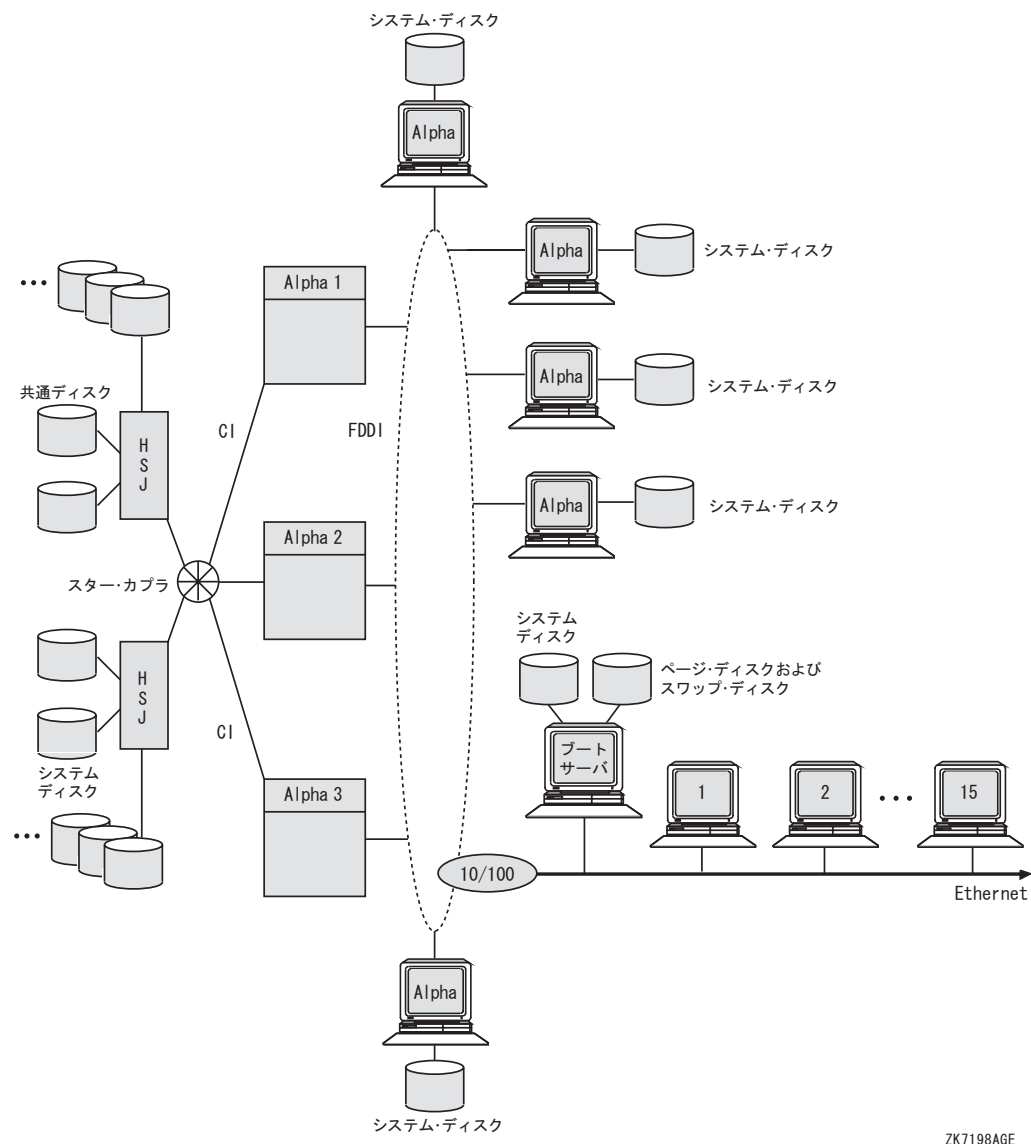 システム・ディスク
Alpha
Alpha
システム・ディスク
•••
Alpha 1
Alpha
システム・ディスク
共通ディスク
CI
FDDI
H
S
J
Alpha
システム・ディスク
Alpha 2
スター・カプラ
システム
ディスク
ページ・ディスクおよび
スワップ・ディスク
H
S
J
CI
ブート
サーバ
システム
ディスク
Alpha 3
1
2
•••
15
•••
10/100
Ethernet
Alpha
システム・ディスク
ZK7198AGE